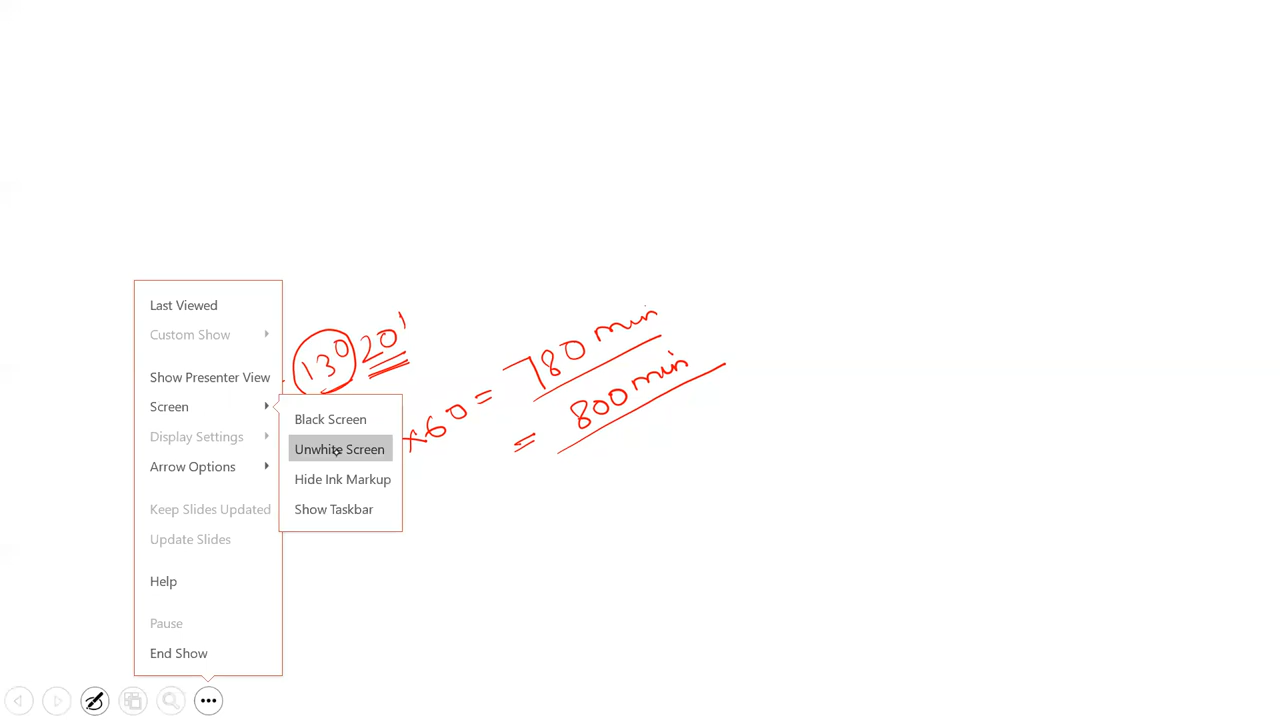 13° 20'
×60 = 780 min
= 800 min
Last Viewed
Custom Show
Show Presenter View
Screen
Display Settings
Arrow Options
Keep Slides Updated
Update Slides
Help
Pause
End Show
Black Screen
Unwhite Screen
Hide Ink Markup
Show Taskbar